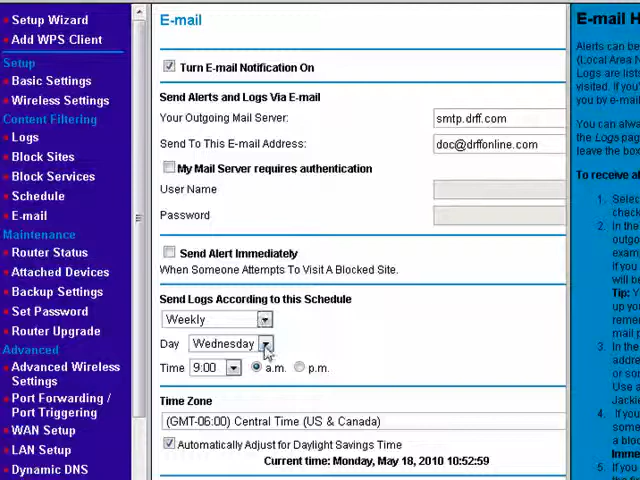 Setup Wizard
Add WPS Client
Setup
Basic Settings
Wireless Settings
Content Filtering
Logs
Block Sites
Block Services
Schedule
E-mail
Maintenance
Router Status
Attached Devices
Backup Settings
Set Password
Router Upgrade
Advanced
Advanced Wireless
Settings
Port Forwarding /
Port Triggering
WAN Setup
LAN Setup
Dynamic DNS
E-mail
Turn E-mail Notification On
Send Alerts and Logs Via E-mail
Your Outgoing Mail Server: smtp.drff.com
Send To This E-mail Address: doc@drffonline.com
My Mail Server requires authentication
User Name
Password
Send Alert Immediately
When Someone Attempts To Visit A Blocked Site.
Send Logs According to this Schedule
Weekly
Day Wednesday
Time 9:00 a.m. p.m.
Time Zone
(GMT-06:00) Central Time (US & Canada)
Automatically Adjust for Daylight Savings Time
Current time: Monday, May 18, 2010 10:52:59
E-mail H
Alerts can be
(Local Area N
Logs are lists
visited. If you'
you by e-mail
You can alwa
the Logs page
leave the box
To receive al
1. Selec
check
2. In the
outgo
exam
If you
will be
Tip: Y
up you
remer
mail p
3. In the
addre
or sor
Use a
Jackie
4. If you
some
a bloc
Imme